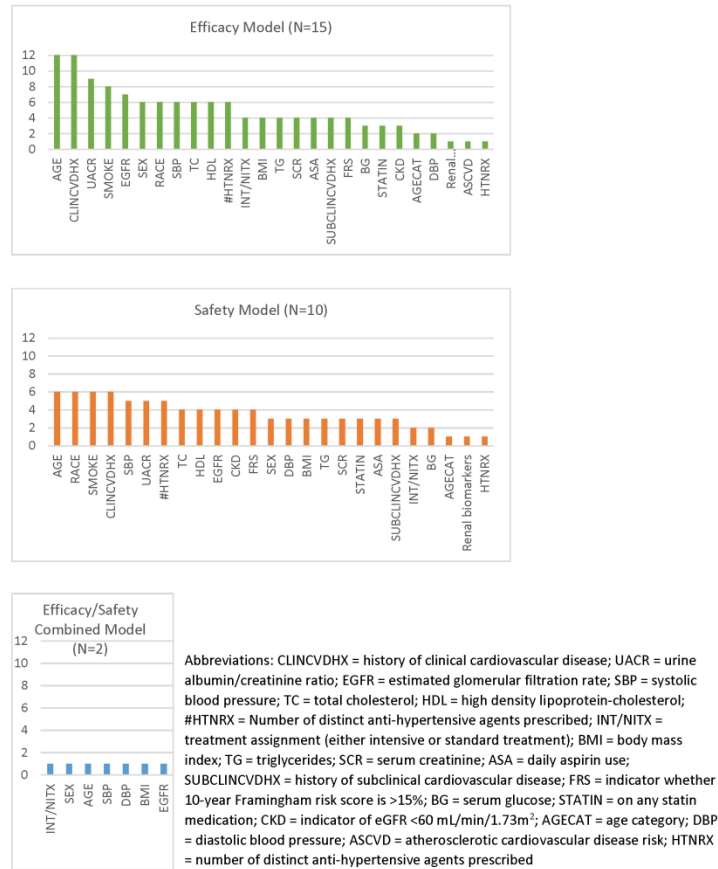 Efficacy Model (N=15)
12
10
8
6
4
2
0
AGE
CLINCVDHX
UACR
SMOKE
EGFR
SEX
RACE
SBP
TC
HDL
#HTNRX
INT/NITX
BMI
TG
SCR
ASA
SUBCLINCVDHX
FRS
BG
STATIN
CKD
AGECAT
DBP
Renal...
ASCVD
HTNRX
Safety Model (N=10)
12
10
8
6
4
2
0
AGE
RACE
SMOKE
CLINCVDHX
SBP
UACR
#HTNRX
TC
HDL
EGFR
CKD
FRS
SEX
DBP
BMI
TG
SCR
STATIN
ASA
SUBCLINCVDHX
INT/NITX
BG
AGECAT
Renal biomarkers
HTNRX
Efficacy/Safety
Combined Model
(N=2)
12
10
8
6
4
2
0
INT/NITX
SEX
AGE
SBP
DBP
BMI
EGFR
Abbreviations: CLINCVDHX = history of clinical cardiovascular disease; UACR = urine
albumin/creatinine ratio; EGFR = estimated glomerular filtration rate; SBP = systolic
blood pressure; TC = total cholesterol; HDL = high density lipoprotein-cholesterol;
#HTNRX = Number of distinct anti-hypertensive agents prescribed; INT/NITX =
treatment assignment (either intensive or standard treatment); BMI = body mass
index; TG = triglycerides; SCR = serum creatinine; ASA = daily aspirin use;
SUBCLINCVDHX = history of subclinical cardiovascular disease; FRS = indicator whether
10-year Framingham risk score is >15%; BG = serum glucose; STATIN = on any statin
medication; CKD = indicator of eGFR <60 mL/min/1.73m²; AGECAT = age category; DBP
= diastolic blood pressure; ASCVD = atherosclerotic cardiovascular disease risk; HTNRX
= number of distinct anti-hypertensive agents prescribed